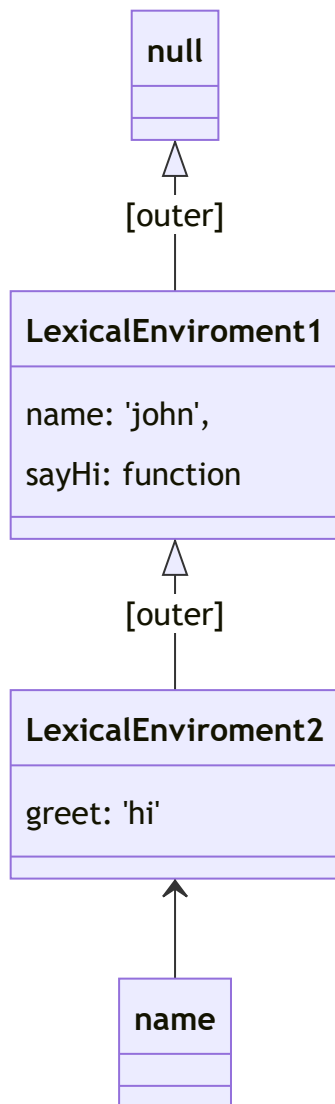 null
[outer]
LexicalEnviroment1
name: 'john',
sayHi: function
[outer]
LexicalEnviroment2
greet: 'hi'
name